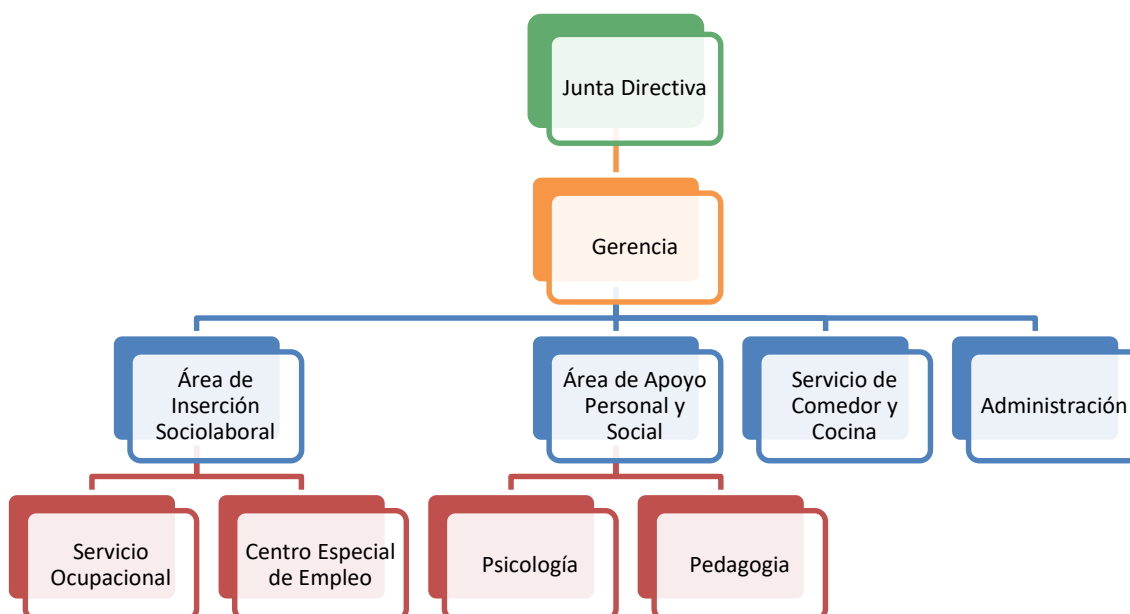 Junta Directiva
Gerencia
Área de
Inserción
Sociolaboral
Área de Apoyo
Personal y
Social
Servicio de
Comedor y
Cocina
Administración
Servicio
Ocupacional
Centro Especial
de Empleo
Psicología
Pedagogia